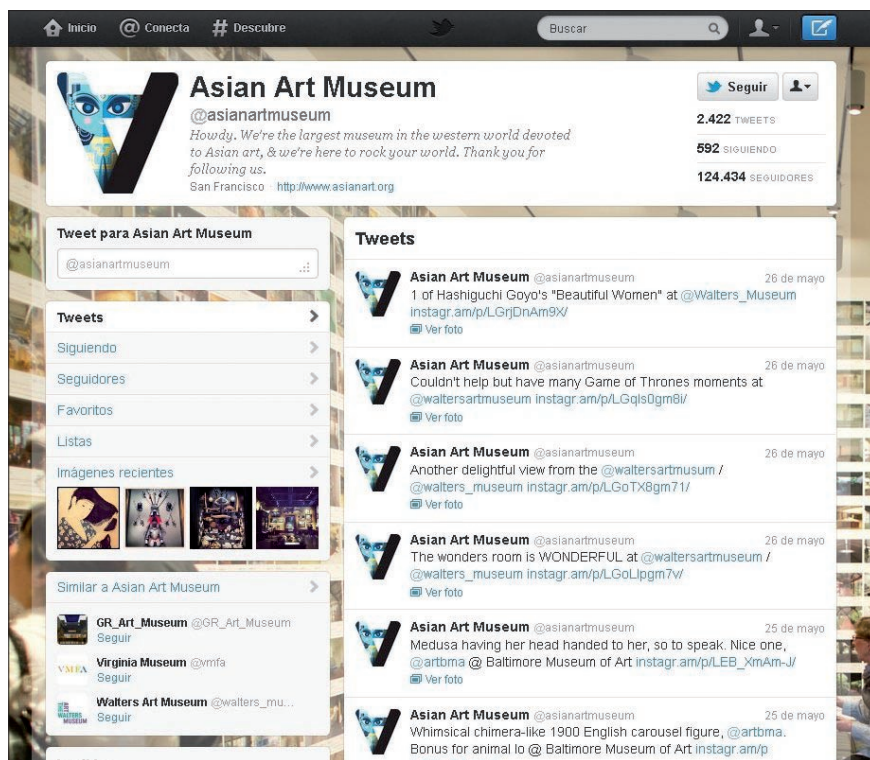 Inicio @ Conecta # Descubre Buscar
Asian Art Museum
@asianartmuseum
Howdy. We're the largest museum in the western world devoted
to Asian art, & we're here to rock your world. Thank you for
following us.
San Francisco · http://www.asianart.org
Seguir
2.422 TWEETS
592 SIGUIENDO
124.434 SEGUIDORES
Tweet para Asian Art Museum
@asianartmuseum
Tweets
Siguiendo
Seguidores
Favoritos
Listas
Imágenes recientes
Similar a Asian Art Museum
GR_Art_Museum @GR_Art_Museum
Seguir
VMFA
Virginia Museum @vmfa
Seguir
WALTERS
MUSEUM
Walters Art Museum @walters_mu...
Seguir
Tweets
Asian Art Museum @asianartmuseum 26 de mayo
1 of Hashiguchi Goyo's "Beautiful Women" at @Walters_Museum
instagr.am/p/LGrjDnAm9X/
Ver foto
Asian Art Museum @asianartmuseum 26 de mayo
Couldn't help but have many Game of Thrones moments at
@waltersartmuseum instagr.am/p/LGqls0gm8i/
Ver foto
Asian Art Museum @asianartmuseum 26 de mayo
Another delightful view from the @waltersartmusum /
@walters_museum instagr.am/p/LGoTX8gm71/
Ver foto
Asian Art Museum @asianartmuseum 26 de mayo
The wonders room is WONDERFUL at @waltersartmuseum /
@walters_museum instagr.am/p/LGoLlpgm7v/
Ver foto
Asian Art Museum @asianartmuseum 25 de mayo
Medusa having her head handed to her, so to speak. Nice one,
@artbma @ Baltimore Museum of Art instagr.am/p/LEB_XmAm-J/
Ver foto
Asian Art Museum @asianartmuseum 25 de mayo
Whimsical chimera-like 1900 English carousel figure, @artbma.
Bonus for animal lo @ Baltimore Museum of Art instagr.am/p